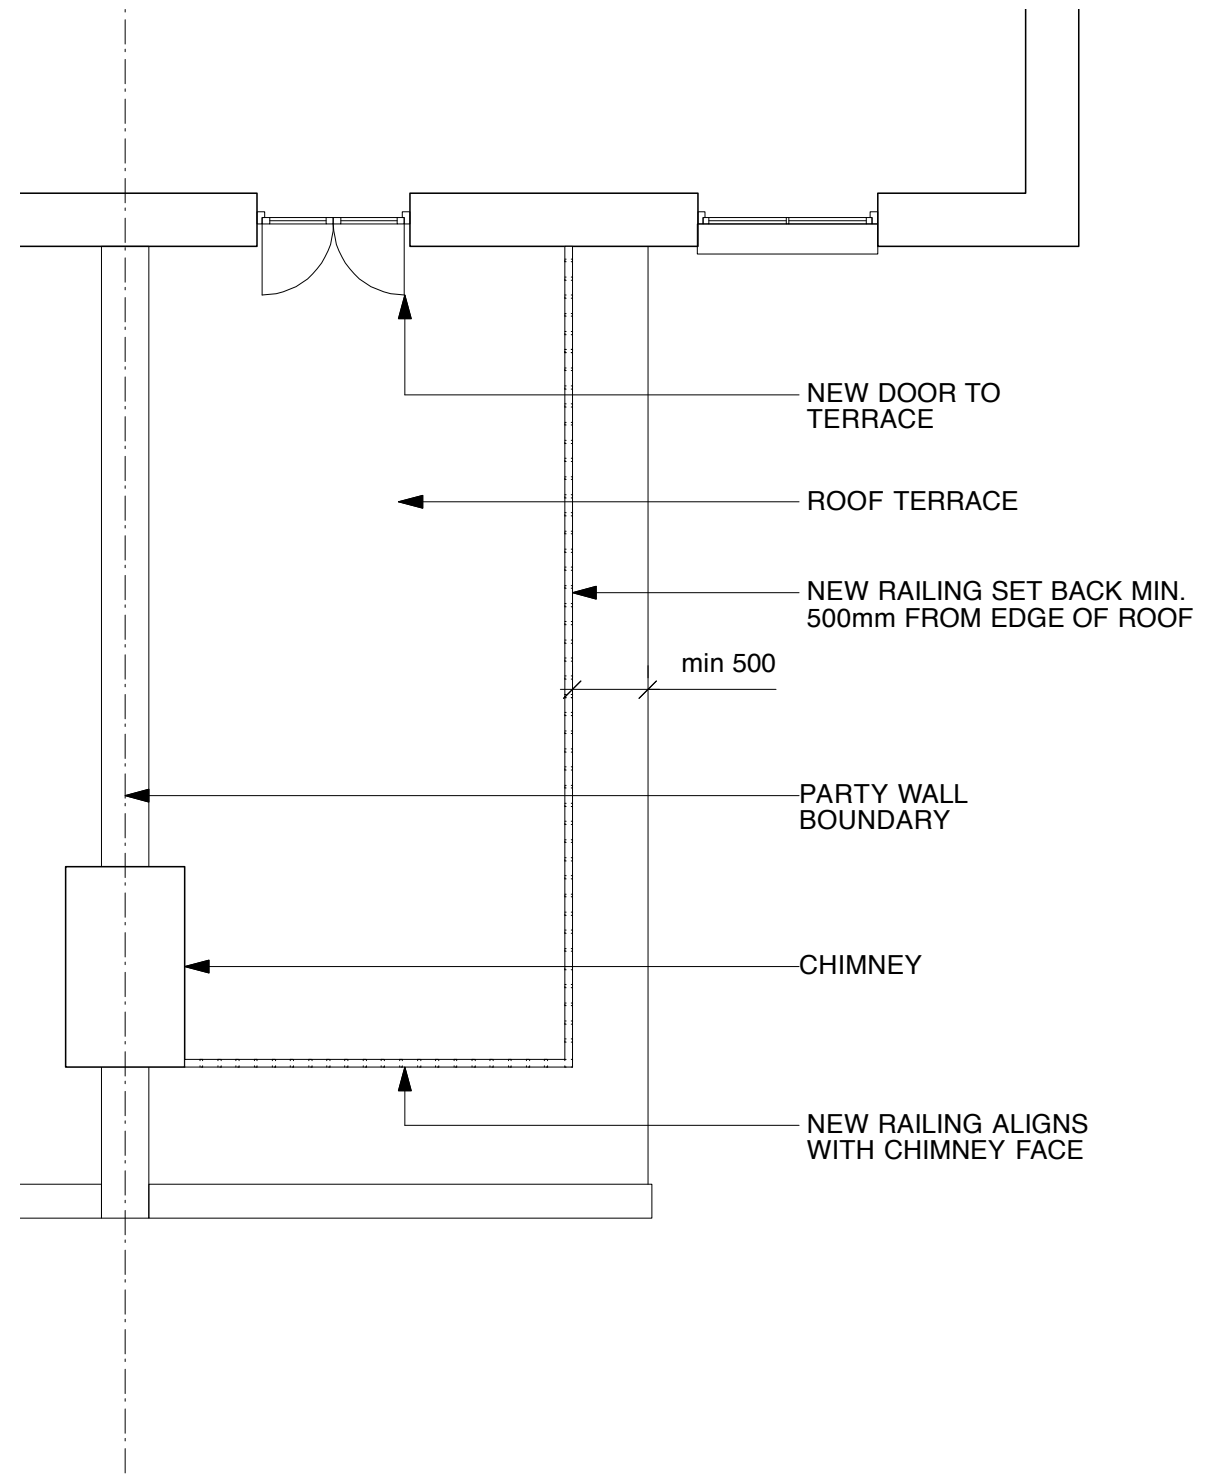 NEW DOOR TO
TERRACE
ROOF TERRACE
NEW RAILING SET BACK MIN.
500mm FROM EDGE OF ROOF
min 500
PARTY WALL
BOUNDARY
CHIMNEY
NEW RAILING ALIGNS
WITH CHIMNEY FACE